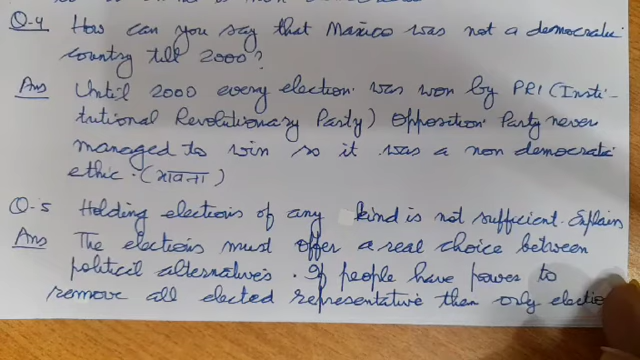 Q-4 How can you say that Maxico was not a democratic
country till 2000?
Ans Until 2000 every election was won by PRI (Insti-
tutional Revolutionary Party) Opposition Party never
managed to win so it was a non democratic
ethic. (भावना)
Q-5 Holding elections of any kind is not sufficient. Explain
Ans The elections must offer a real choice between
political alternatives. If people have power to
remove all elected representative then only electio